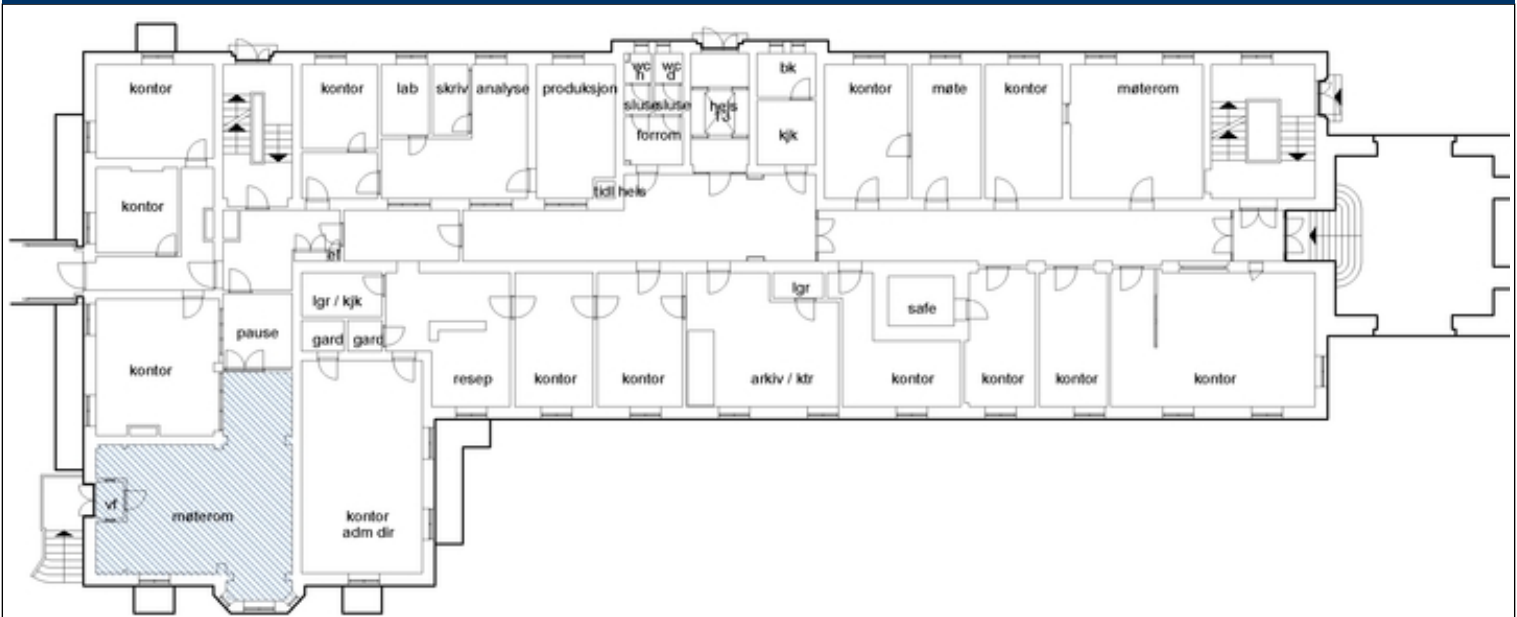 kontor
kontor
lab
skriv
analyse
produksjon
wc
h
wc
d
sluse
sluse
forrom
heis
13
bk
kjk
kontor
møte
kontor
møterom
kontor
tidl heis
el
lgr / kjk
gard
gard
pause
kontor
resep
kontor
kontor
lgr
arkiv / ktr
safe
kontor
kontor
kontor
kontor
vf
møterom
kontor
adm dir